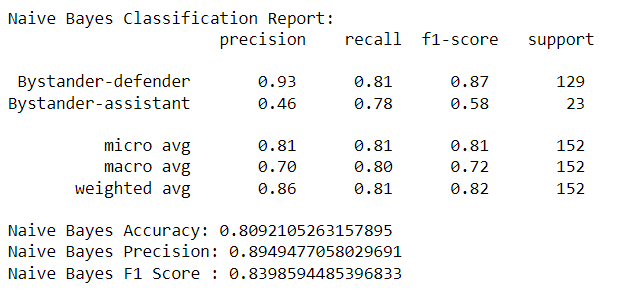 Naive Bayes Classification Report:
precision recall f1-score support
Bystander-defender 0.93 0.81 0.87 129
Bystander-assistant 0.46 0.78 0.58 23
micro avg 0.81 0.81 0.81 152
macro avg 0.70 0.80 0.72 152
weighted avg 0.86 0.81 0.82 152
Naive Bayes Accuracy: 0.8092105263157895
Naive Bayes Precision: 0.8949477058029691
Naive Bayes F1 Score : 0.8398594485396833